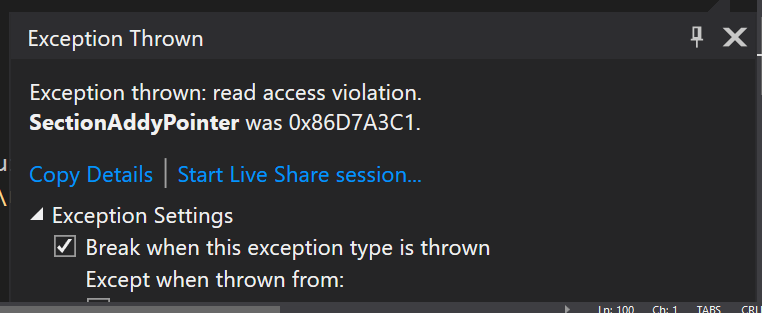 Exception Thrown
Exception thrown: read access violation.
SectionAddyPointer was 0x86D7A3C1.
Copy Details | Start Live Share session...
Exception Settings
Break when this exception type is thrown
Except when thrown from:
Ln: 100 Ch: 1 TABS